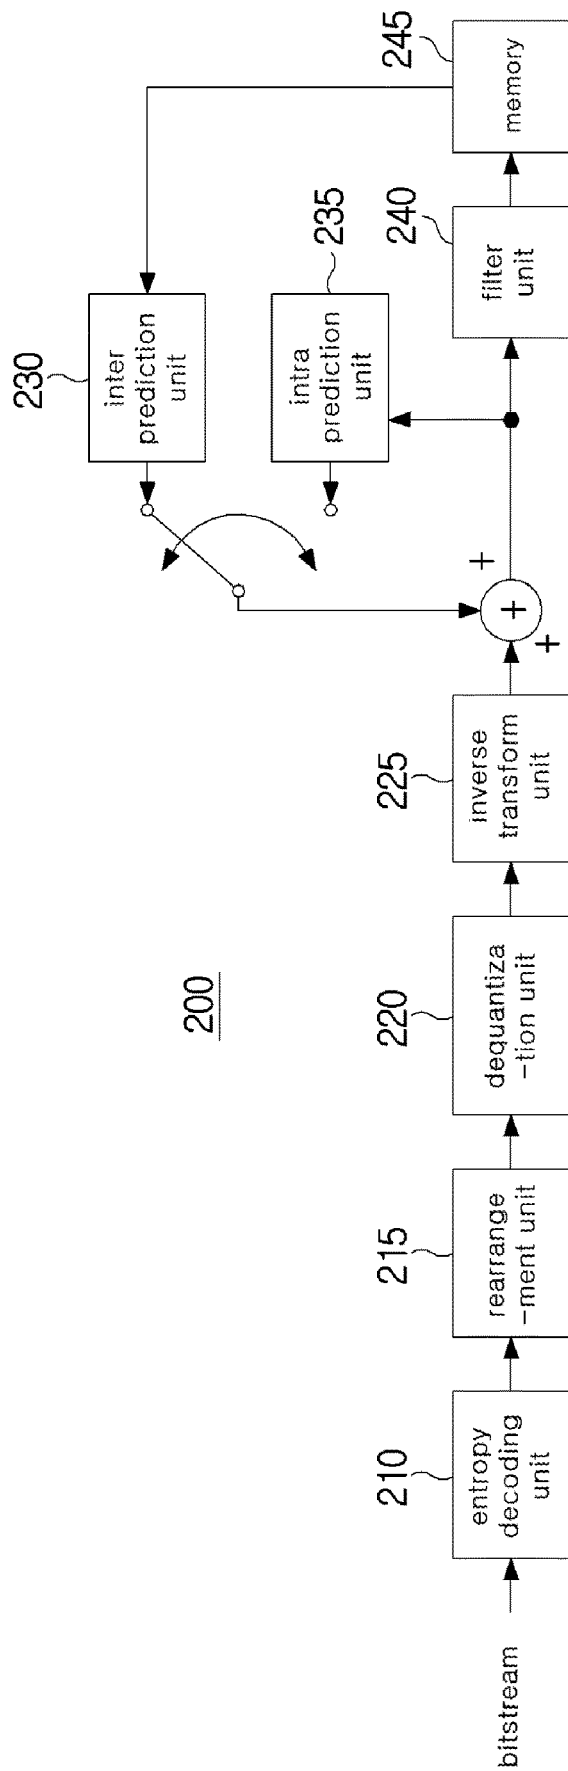 200
bitstream
210
entropy
decoding
unit
215
rearrange
-ment unit
220
dequantiza
-tion unit
225
inverse
transform
unit
+
+
+
230
inter
prediction
unit
235
intra
prediction
unit
240
filter
unit
245
memory